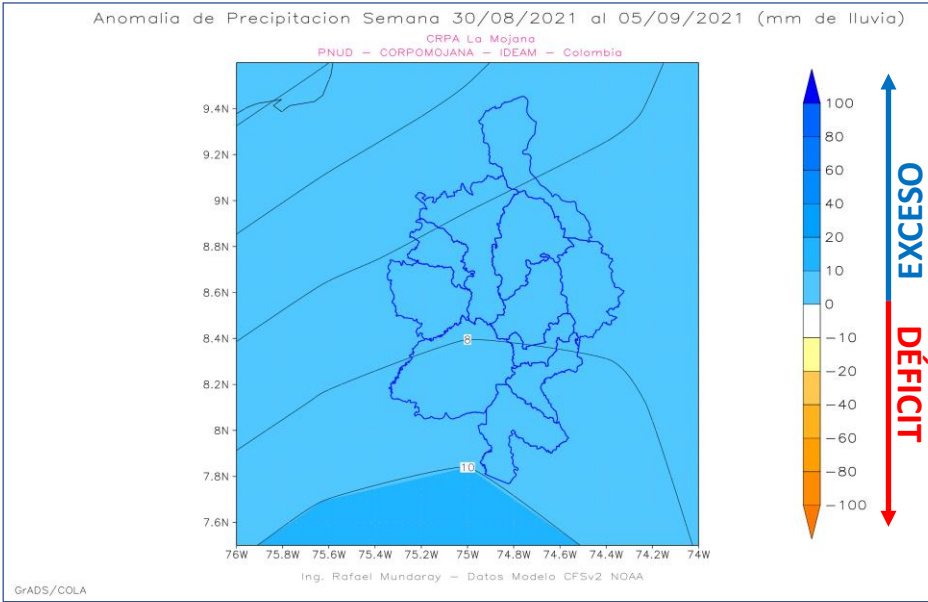 Anomalia de Precipitacion Semana 30/08/2021 al 05/09/2021 (mm de lluvia)
CRPA La Mojana
PNUD — CORPOMOJANA — IDEAM — Colombia
9.4N
9.2N
9N
8.8N
8.6N
8.4N
8.2N
8N
7.8N
7.6N
8
10
76W 75.8W 75.6W 75.4W 75.2W 75W 74.8W 74.6W 74.4W 74.2W 74W
100
80
60
40
20
10
0
−10
−20
−40
−60
−80
−100
EXCESO
DÉFICIT
Ing. Rafael Mundaray — Datos Modelo CFSv2 NOAA
GrADS/COLA